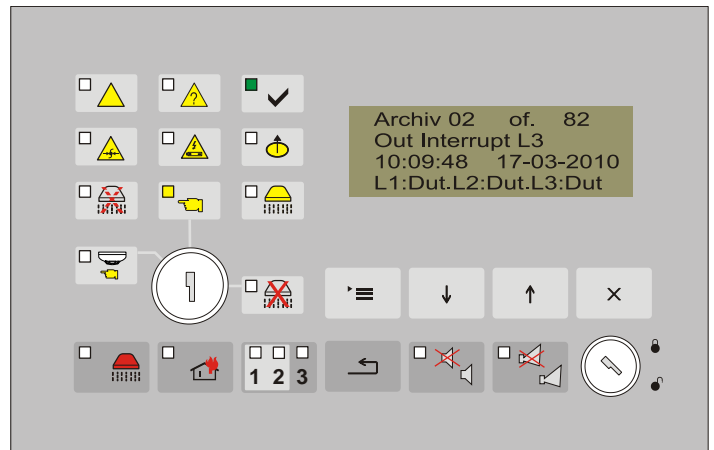 ?
Archiv 02 of. 82
Out Interrupt L3
10:09:48 17-03-2010
L1:Dut.L2:Dut.L3:Dut
1 2 3